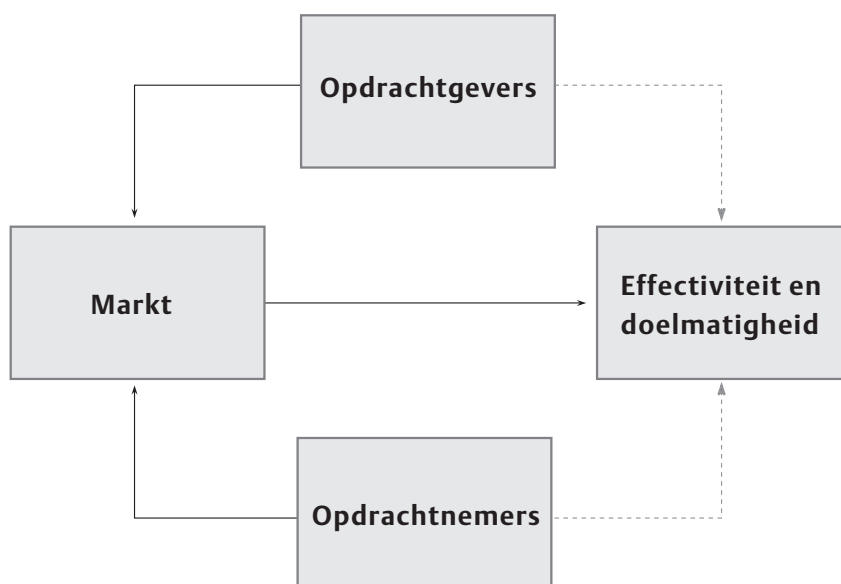 Opdrachtgevers
Markt
Effectiviteit en
doelmatigheid
Opdrachtnemers